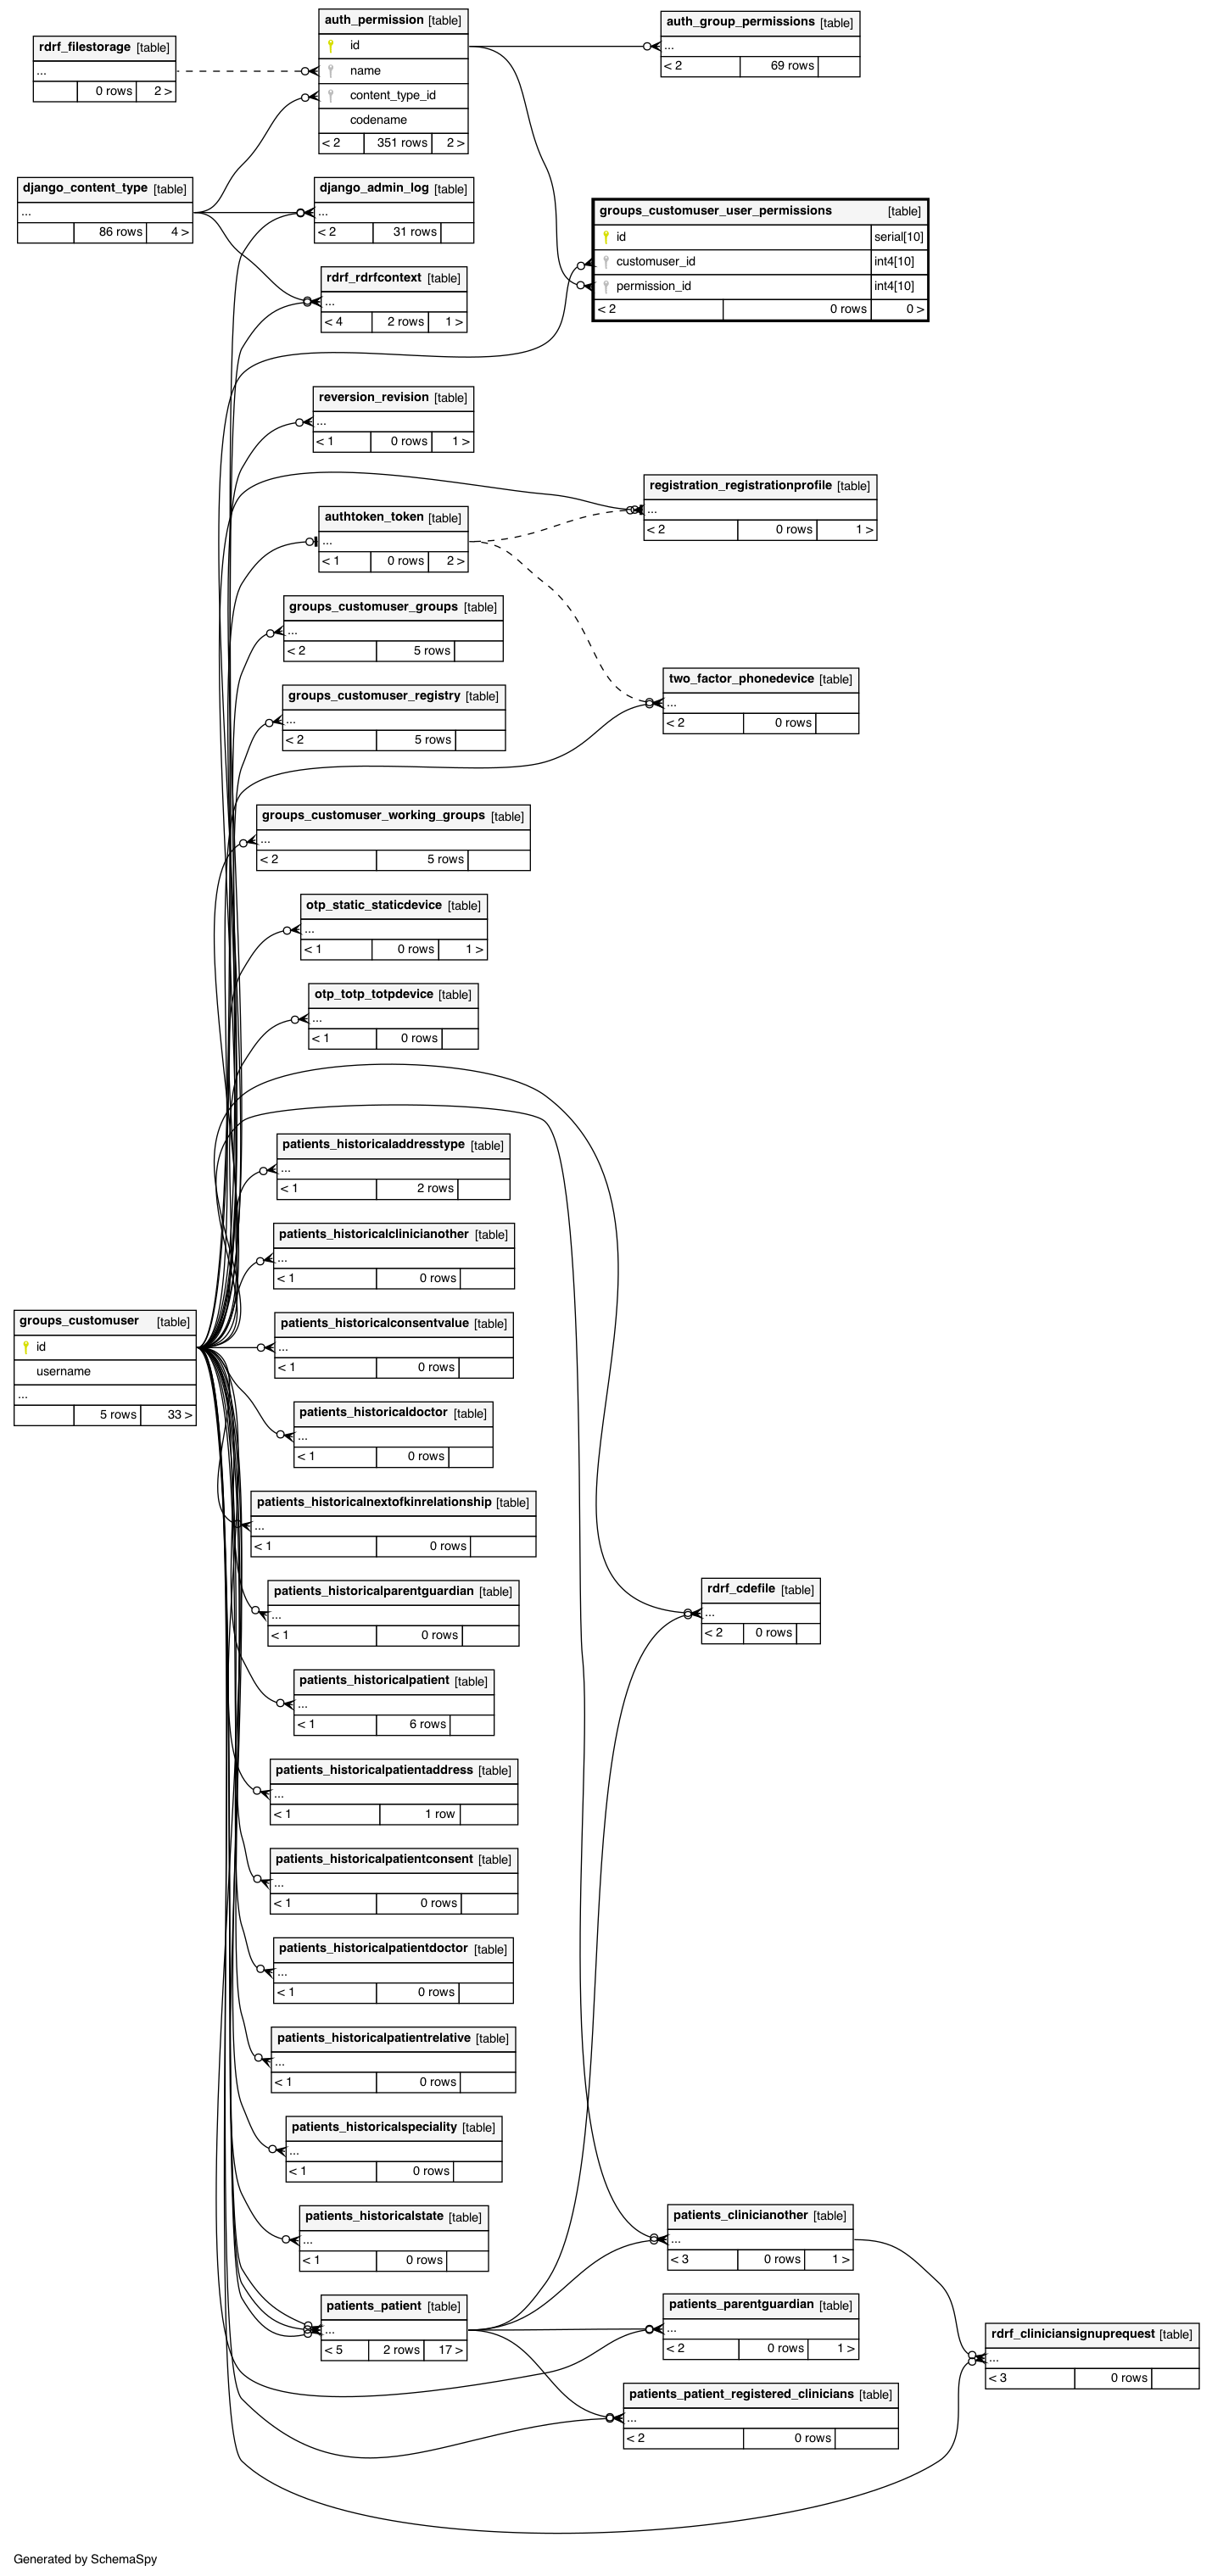 auth_permission [table]
id
name
content_type_id
codename
< 2 351 rows 2 >
auth_group_permissions [table]
...
< 2 69 rows
rdrf_filestorage [table]
...
0 rows 2 >
django_content_type [table]
...
86 rows 4 >
django_admin_log [table]
...
< 2 31 rows
groups_customuser_user_permissions [table]
id serial[10]
customuser_id int4[10]
permission_id int4[10]
< 2 0 rows 0 >
rdrf_rdrfcontext [table]
...
< 4 2 rows 1 >
reversion_revision [table]
...
< 1 0 rows 1 >
registration_registrationprofile [table]
...
< 2 0 rows 1 >
authtoken_token [table]
...
< 1 0 rows 2 >
groups_customuser_groups [table]
...
< 2 5 rows
two_factor_phonedevice [table]
...
< 2 0 rows
groups_customuser_registry [table]
...
< 2 5 rows
groups_customuser_working_groups [table]
...
< 2 5 rows
otp_static_staticdevice [table]
...
< 1 0 rows 1 >
otp_totp_totpdevice [table]
...
< 1 0 rows
patients_historicaladdresstype [table]
...
< 1 2 rows
patients_historicalclinicianother [table]
...
< 1 0 rows
groups_customuser [table]
id
username
...
5 rows 33 >
patients_historicalconsentvalue [table]
...
< 1 0 rows
patients_historicaldoctor [table]
...
< 1 0 rows
patients_historicalnextofkinrelationship [table]
...
< 1 0 rows
patients_historicalparentguardian [table]
...
< 1 0 rows
rdrf_cdefile [table]
...
< 2 0 rows
patients_historicalpatient [table]
...
< 1 6 rows
patients_historicalpatientaddress [table]
...
< 1 1 row
patients_historicalpatientconsent [table]
...
< 1 0 rows
patients_historicalpatientdoctor [table]
...
< 1 0 rows
patients_historicalpatientrelative [table]
...
< 1 0 rows
patients_historicalspeciality [table]
...
< 1 0 rows
patients_historicalstate [table]
...
< 1 0 rows
patients_clinicianother [table]
...
< 3 0 rows 1 >
patients_patient [table]
...
< 5 2 rows 17 >
patients_parentguardian [table]
...
< 2 0 rows 1 >
rdrf_cliniciansignuprequest [table]
...
< 3 0 rows
patients_patient_registered_clinicians [table]
...
< 2 0 rows
Generated by SchemaSpy